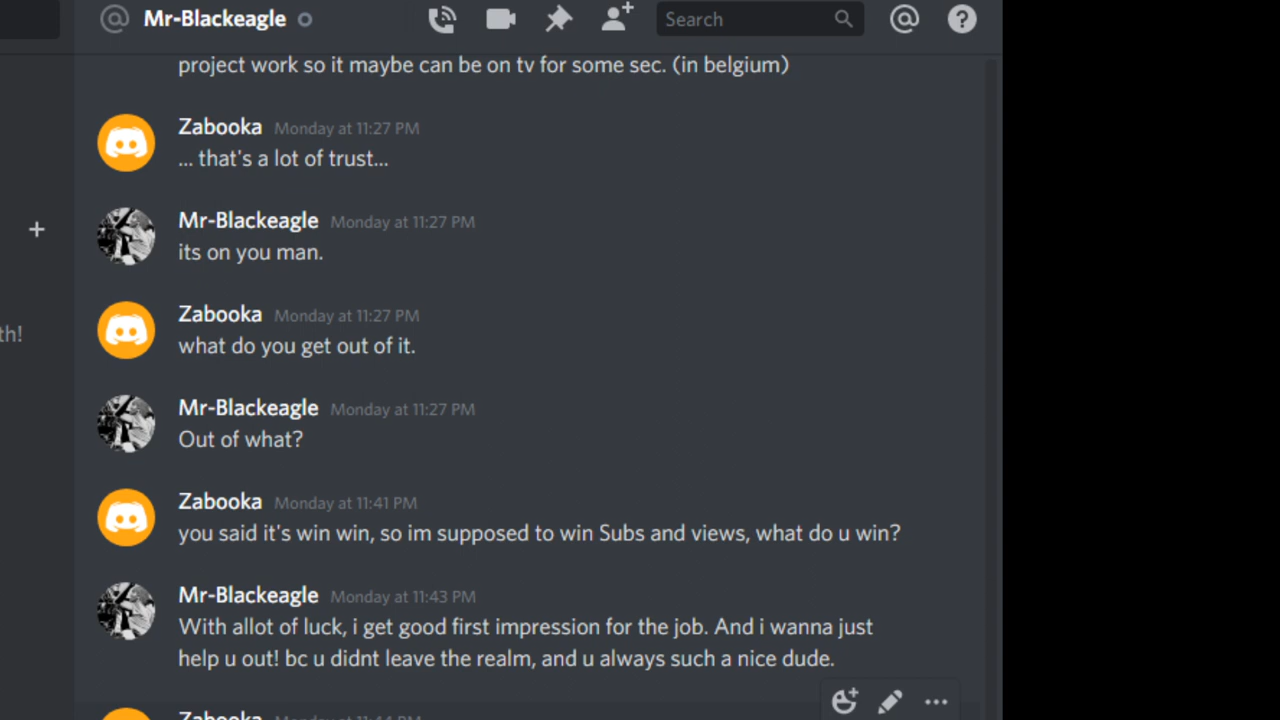 Mr-Blackeagle
Search
project work so it maybe can be on tv for some sec. (in belgium)
Zabooka Monday at 11:27 PM
... that's a lot of trust...
Mr-Blackeagle Monday at 11:27 PM
its on you man.
Zabooka Monday at 11:27 PM
th!
what do you get out of it.
Mr-Blackeagle Monday at 11:27 PM
Out of what?
Zabooka Monday at 11:41 PM
you said it's win win, so im supposed to win Subs and views, what do u win?
Mr-Blackeagle Monday at 11:43 PM
With allot of luck, i get good first impression for the job. And i wanna just
help u out! bc u didnt leave the realm, and u always such a nice dude.
Zabooka Monday at 11:44 PM